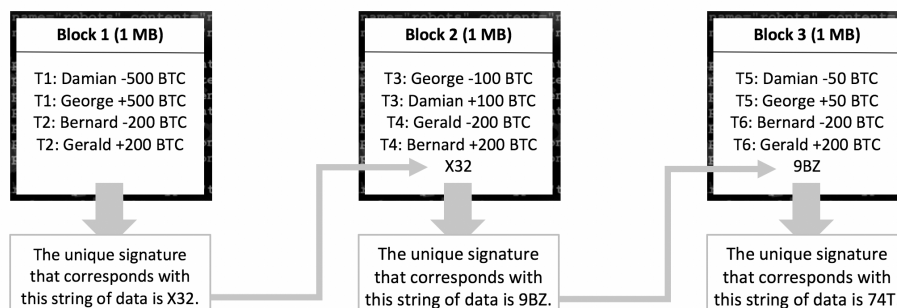 Block 1 (1 MB)
T1: Damian -500 BTC
T1: George +500 BTC
T2: Bernard -200 BTC
T2: Gerald +200 BTC
The unique signature
that corresponds with
this string of data is X32.
Block 2 (1 MB)
T3: George -100 BTC
T3: Damian +100 BTC
T4: Gerald -200 BTC
T4: Bernard +200 BTC
X32
The unique signature
that corresponds with
this string of data is 9BZ.
Block 3 (1 MB)
T5: Damian -50 BTC
T5: George +50 BTC
T6: Bernard -200 BTC
T6: Gerald +200 BTC
9BZ
The unique signature
that corresponds with
this string of data is 74T